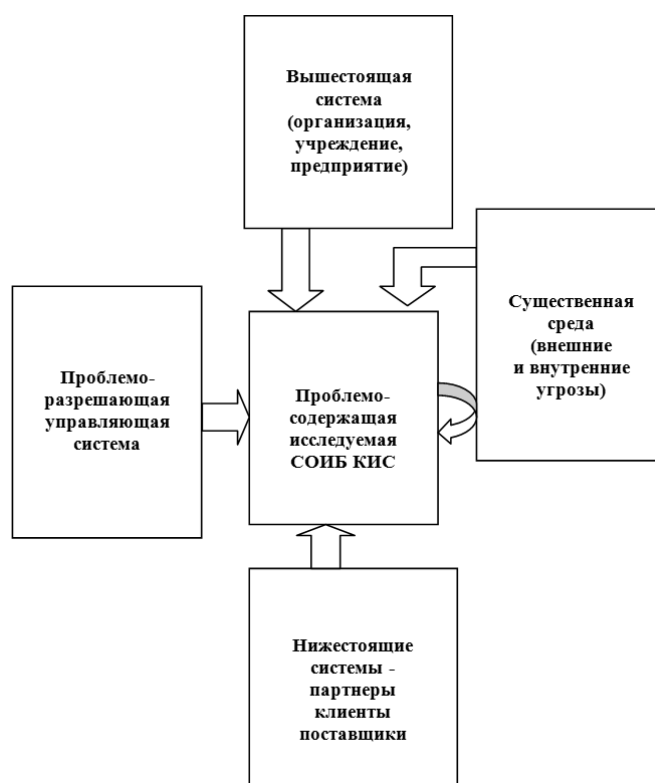 Вышестоящая
система
(организация,
учреждение,
предприятие)
Существенная
среда
(внешние
и внутренние
угрозы)
Проблемо-
разрешающая
управляющая
система
Проблемо-
содержащая
исследуемая
СОИБ КИС
Нижестоящие
системы -
партнеры
клиенты
поставщики